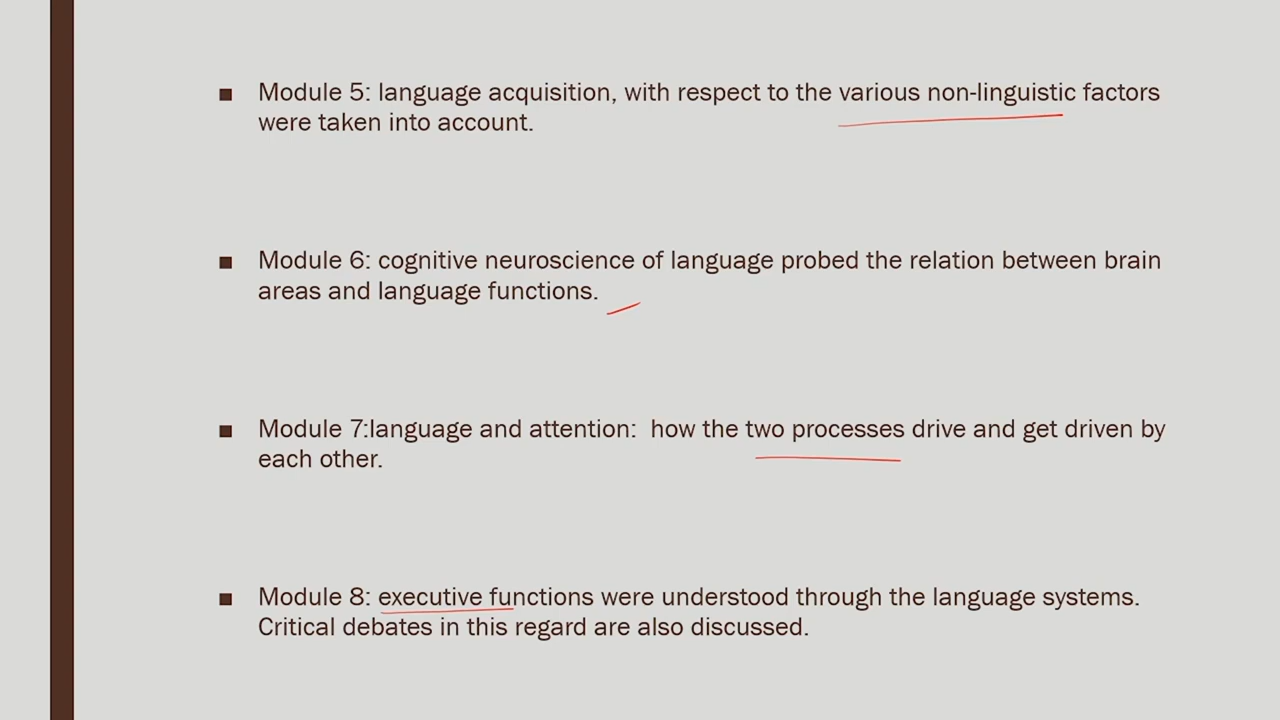 ■ Module 5: language acquisition, with respect to the various non-linguistic factors
were taken into account.
■ Module 6: cognitive neuroscience of language probed the relation between brain
areas and language functions.
■ Module 7:language and attention:  how the two processes drive and get driven by
each other.
■ Module 8: executive functions were understood through the language systems.
Critical debates in this regard are also discussed.